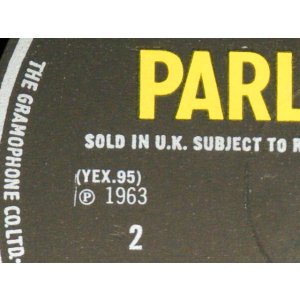 THE GRAMOPHONE CO. LTD.
PARL
SOLD IN U.K. SUBJECT TO
(YEX.95)
℗ 1963
2